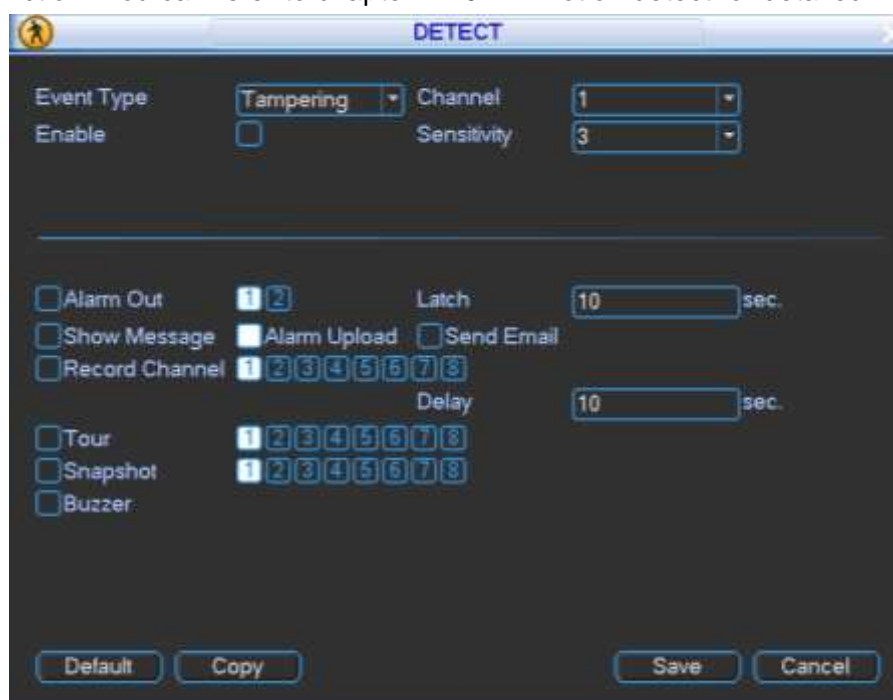 DETECT
Event Type Tampering Channel 1
Enable Sensitivity 3
Alarm Out 1 2 Latch 10 sec.
Show Message Alarm Upload Send Email
Record Channel 1 2 3 4 5 6 7 8
Delay 10 sec.
Tour 1 2 3 4 5 6 7 8
Snapshot 1 2 3 4 5 6 7 8
Buzzer
Default Copy Save Cancel